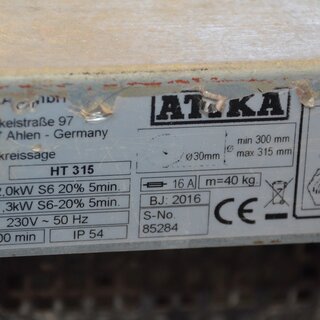 GmbH
kelstraße 97
Ahlen - Germany
ATIKA
kreissäge
HT 315
Ø30mm
min 300 mm
max 315 mm
,0kW S6 20% 5min.
,3kW S6-20% 5min.
16 A
m=40 kg
230V ~ 50 Hz
BJ: 2016
00 min
IP 54
S-No.
85284
CE